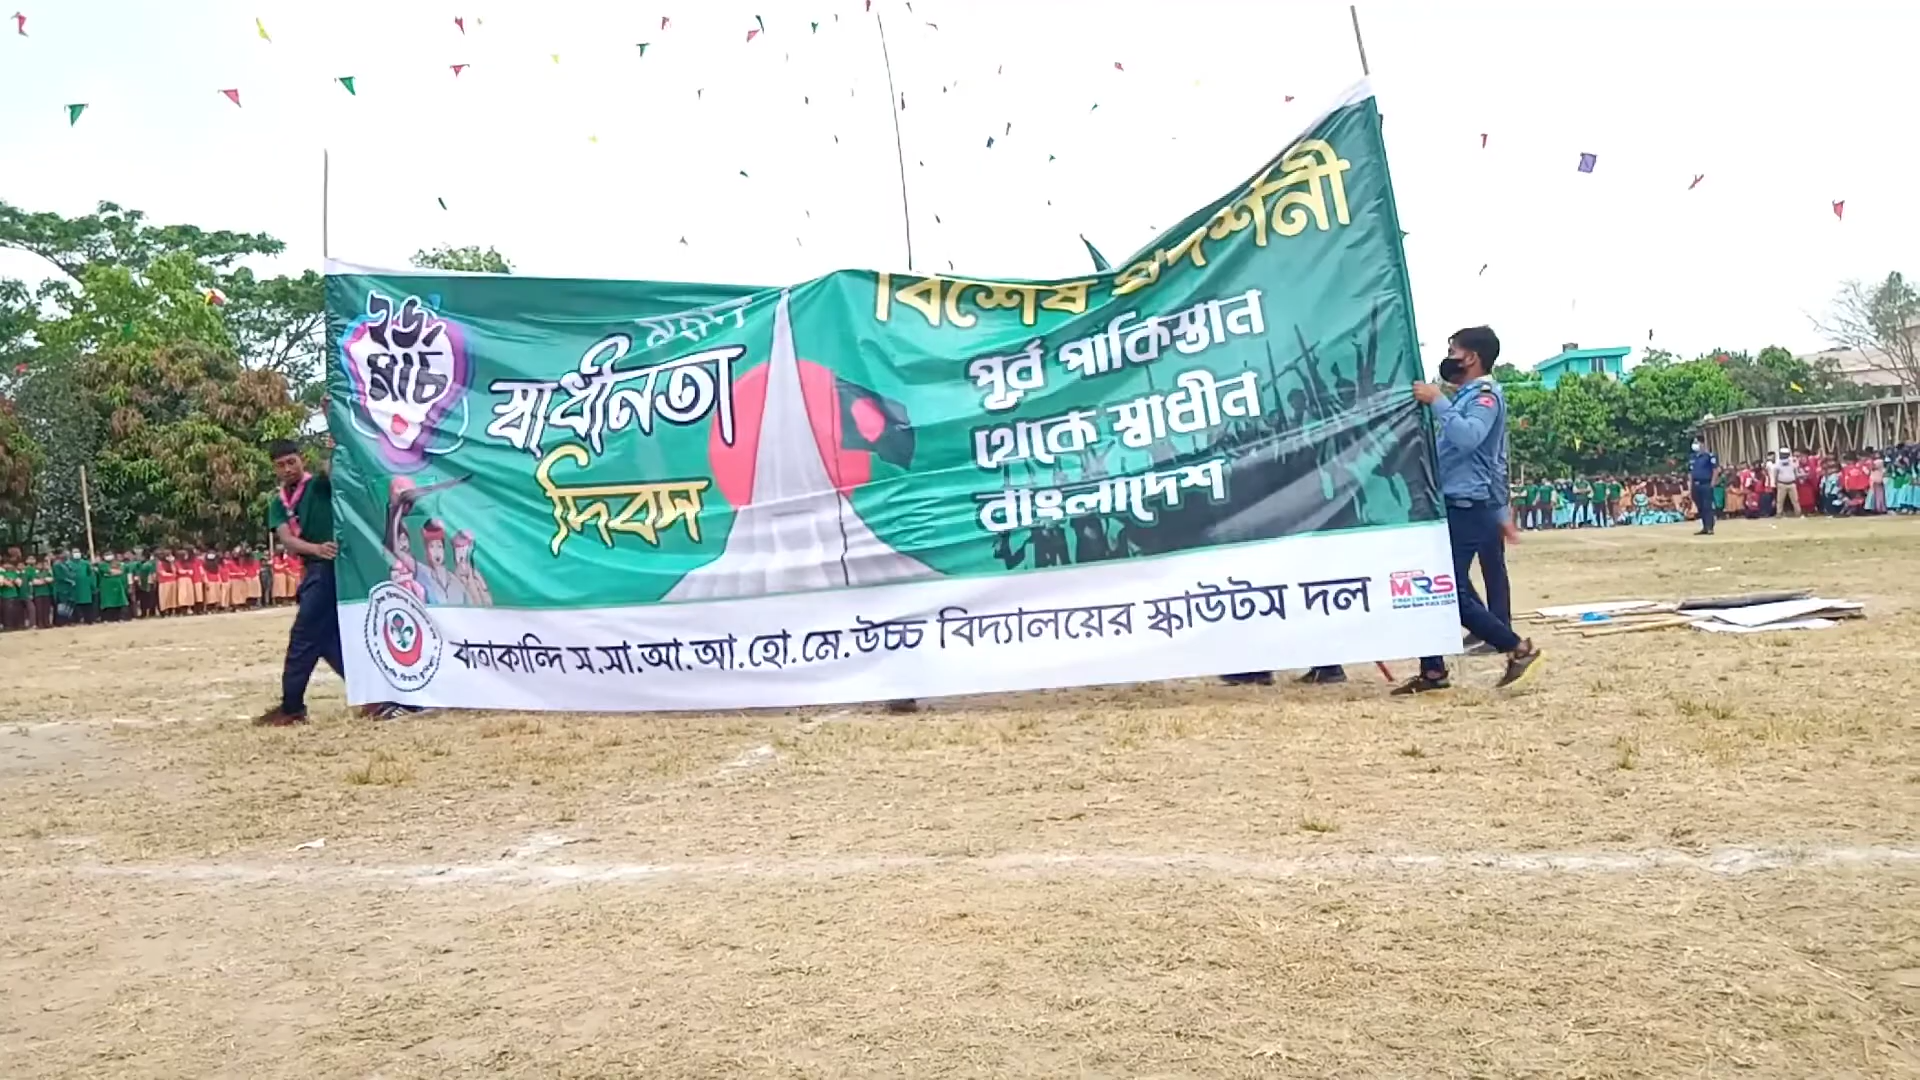 ২৬
মার্চ
মহান
স্বাধীনতা
দিবস
বিশেষ প্রদর্শনী
পূর্ব পাকিস্তান
থেকে স্বাধীন
বাংলাদেশ
বাতাকান্দি স.সা.আ.আ.হো.মে.উচ্চ বিদ্যালয়ের স্কাউটস দল
MRS